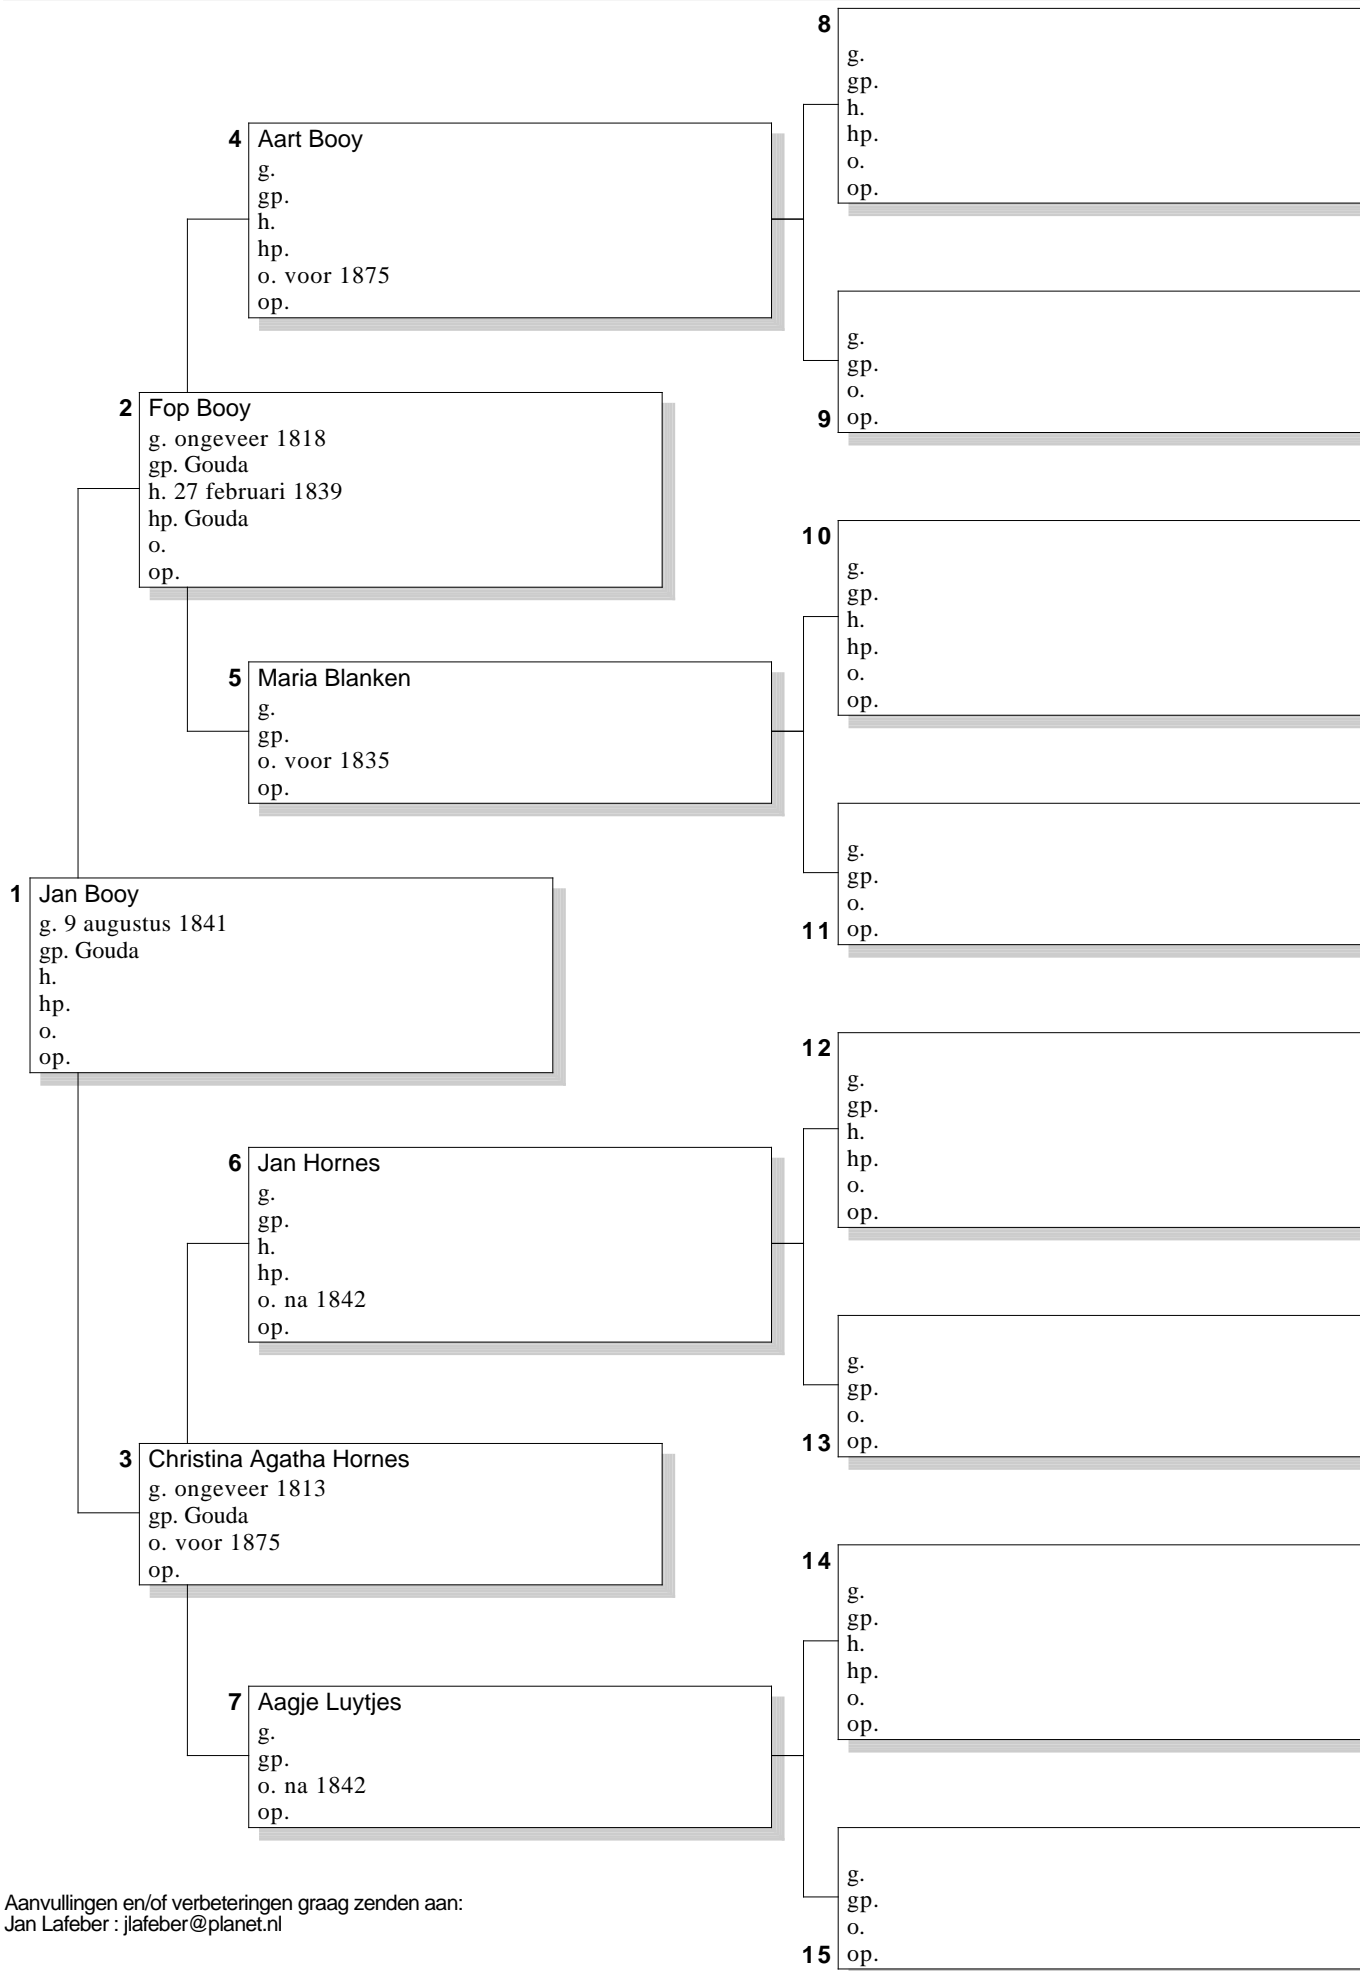 8
g.
gp.
h.
hp.
o.
op.
4 Aart Booy
g.
gp.
h.
hp.
o. voor 1875
op.
g.
gp.
o.
9 op.
2 Fop Booy
g. ongeveer 1818
gp. Gouda
h. 27 februari 1839
hp. Gouda
o.
op.
10
g.
gp.
h.
hp.
o.
op.
5 Maria Blanken
g.
gp.
o. voor 1835
op.
g.
gp.
o.
11 op.
1 Jan Booy
g. 9 augustus 1841
gp. Gouda
h.
hp.
o.
op.
12
g.
gp.
h.
hp.
o.
op.
6 Jan Hornes
g.
gp.
h.
hp.
o. na 1842
op.
g.
gp.
o.
13 op.
3 Christina Agatha Hornes
g. ongeveer 1813
gp. Gouda
o. voor 1875
op.
14
g.
gp.
h.
hp.
o.
op.
7 Aagje Luytjes
g.
gp.
o. na 1842
op.
g.
gp.
o.
15 op.
Aanvullingen en/of verbeteringen graag zenden aan:
Jan Lafeber : jlafeber@planet.nl